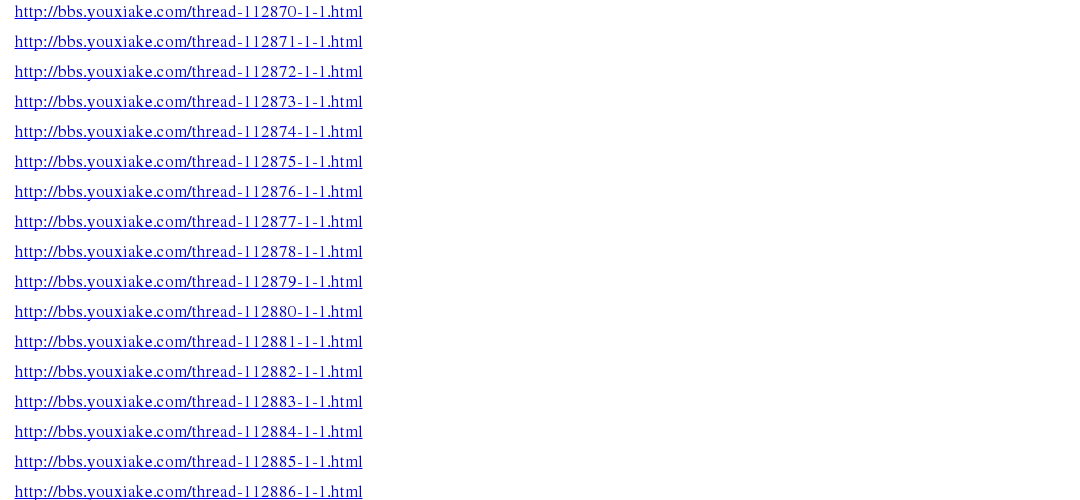 http://bbs.youxiake.com/thread-112870-1-1.html
http://bbs.youxiake.com/thread-112871-1-1.html
http://bbs.youxiake.com/thread-112872-1-1.html
http://bbs.youxiake.com/thread-112873-1-1.html
http://bbs.youxiake.com/thread-112874-1-1.html
http://bbs.youxiake.com/thread-112875-1-1.html
http://bbs.youxiake.com/thread-112876-1-1.html
http://bbs.youxiake.com/thread-112877-1-1.html
http://bbs.youxiake.com/thread-112878-1-1.html
http://bbs.youxiake.com/thread-112879-1-1.html
http://bbs.youxiake.com/thread-112880-1-1.html
http://bbs.youxiake.com/thread-112881-1-1.html
http://bbs.youxiake.com/thread-112882-1-1.html
http://bbs.youxiake.com/thread-112883-1-1.html
http://bbs.youxiake.com/thread-112884-1-1.html
http://bbs.youxiake.com/thread-112885-1-1.html
http://bbs.youxiake.com/thread-112886-1-1.html